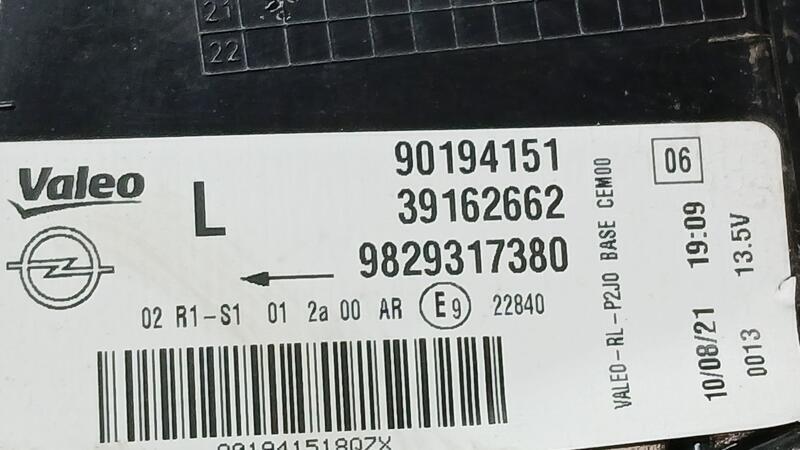 21
22
Valeo
L
90194151
39162662
9829317380
02 R1-S1 01 2a 00 AR E9 22840
VALEO-RL-P2JO BASE CEM00
06
10/08/21 19:09
0013 13.5V